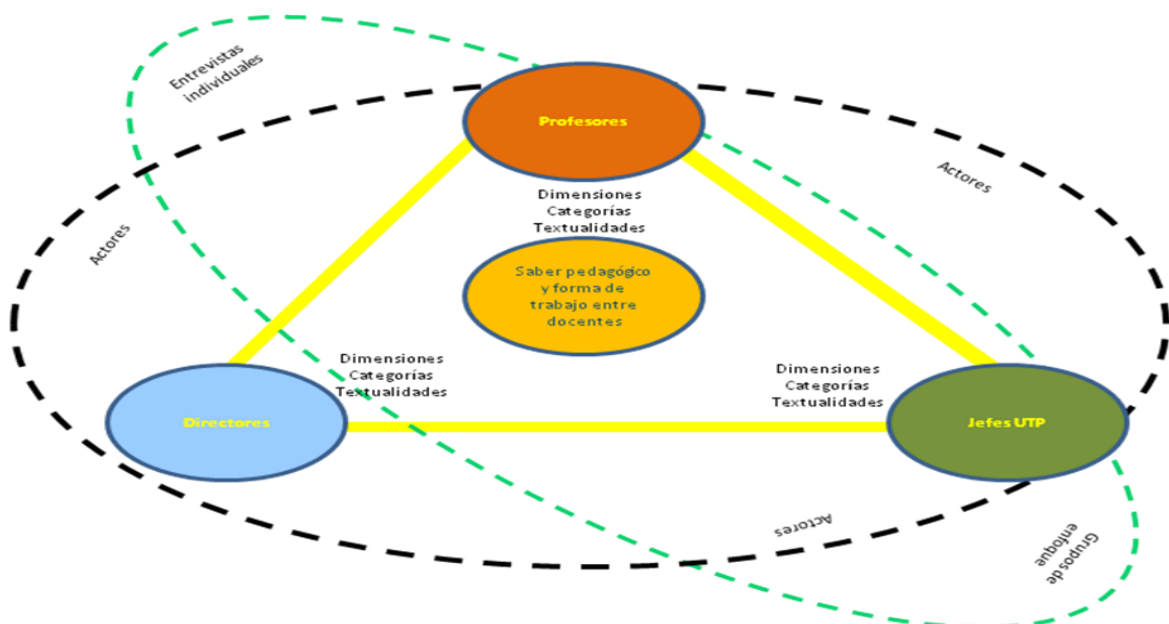 Entrevistas
individuales
Profesores
Actores
Actores
Dimensiones
Categorías
Textualidades
Saber pedagógico
y forma de
trabajo entre
docentes
Dimensiones
Categorías
Textualidades
Dimensiones
Categorías
Textualidades
Directores
Jefes UTP
Actores
Grupos de
enfoque